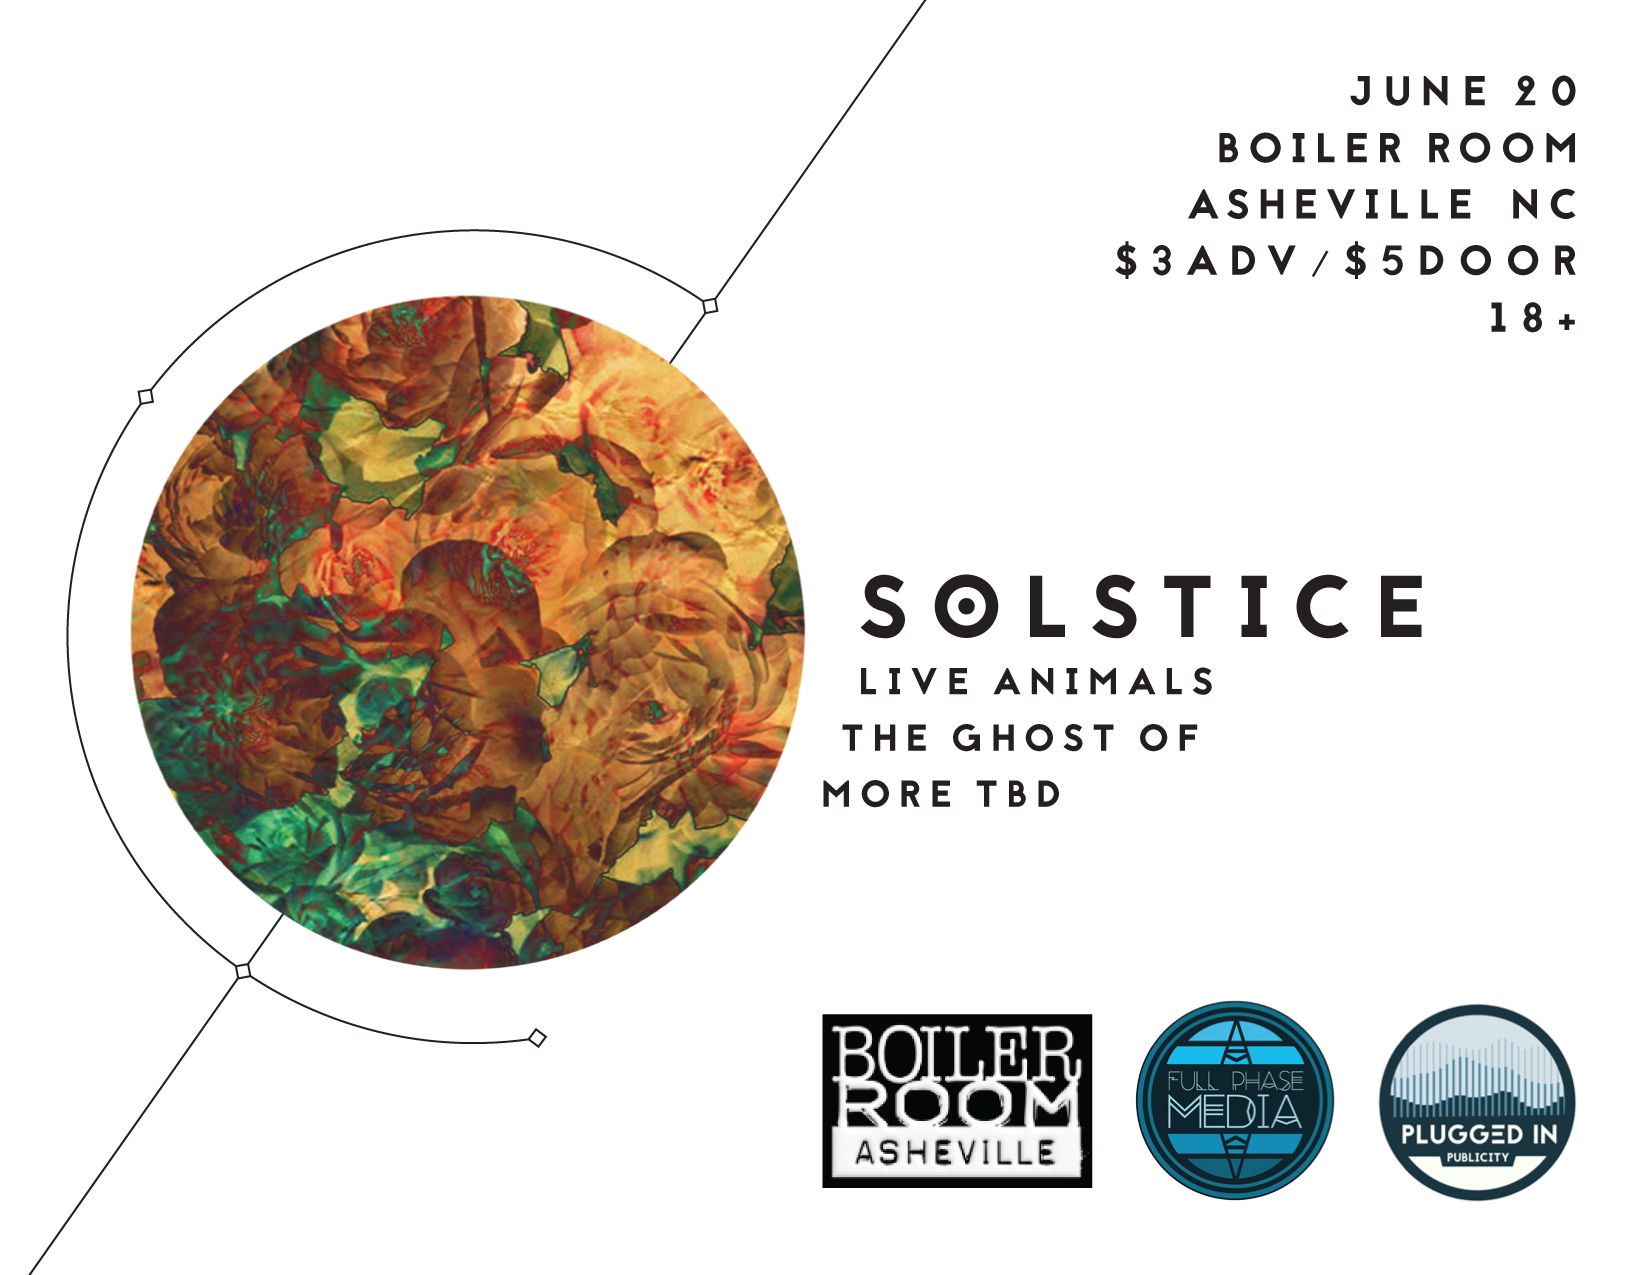 JUNE 20
BOILER ROOM
ASHEVILLE NC
$3ADV/$5DOOR
18+
SOLSTICE
LIVE ANIMALS
THE GHOST OF
MORE TBD
BOILER
ROOM
ASHEVILLE
FULL PHASE
MEDIA
PLUGGED IN
PUBLICITY